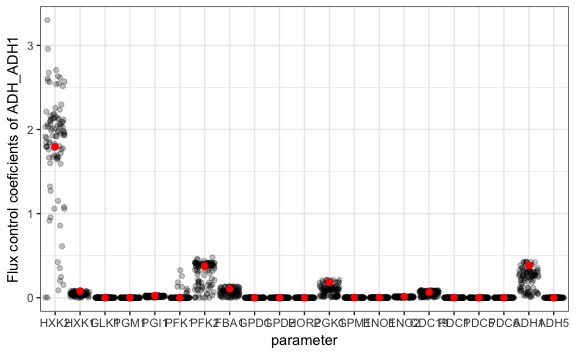 Flux control coeficients of ADH_ADH1
3
2
1
0
HXK2 HXK1 GLK1 PGM1 PGI1 PFK1 PFK2 FBA1 GPD1 GPD2 HOR2 PGK1 GPM1 ENO1 ENO2 CDC19 PDC1 PDC5 PDC6 ADH1 ADH5
parameter